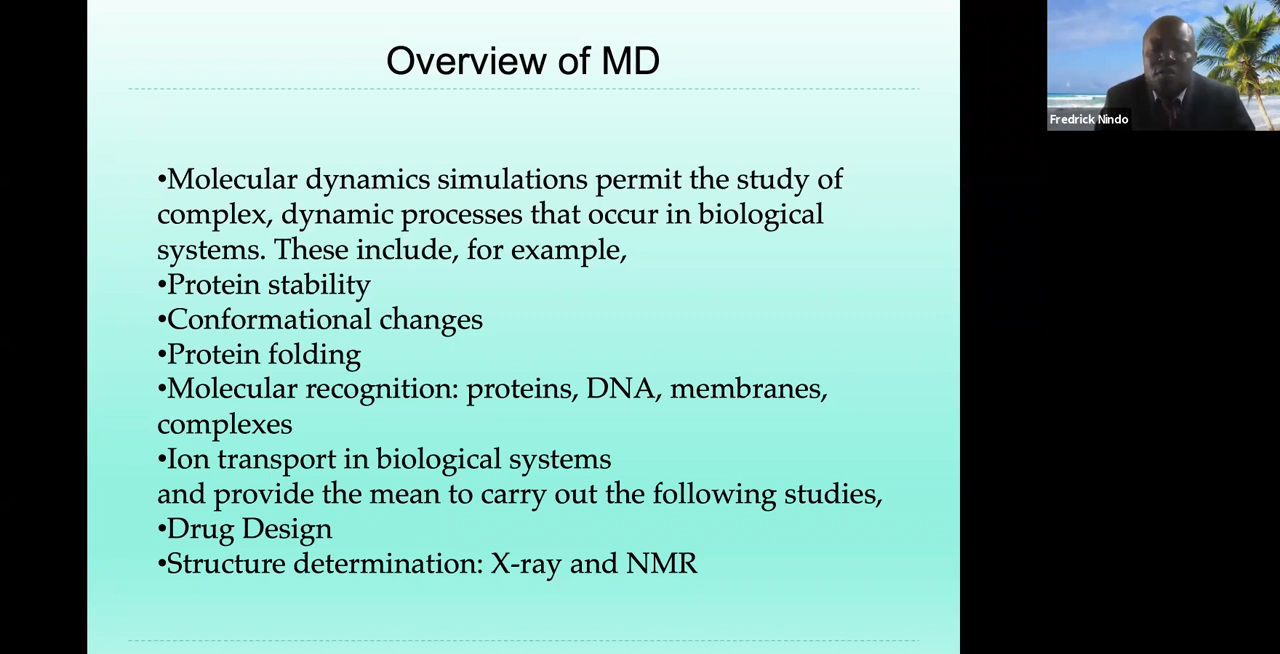 Overview of MD
•Molecular dynamics simulations permit the study of
complex, dynamic processes that occur in biological
systems. These include, for example,
•Protein stability
•Conformational changes
•Protein folding
•Molecular recognition: proteins, DNA, membranes,
complexes
•Ion transport in biological systems
and provide the mean to carry out the following studies,
•Drug Design
•Structure determination: X-ray and NMR
Fredrick Nindo